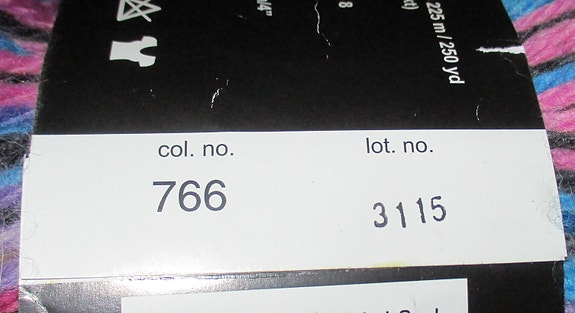 225 m / 250 yd
col. no.
lot. no.
766
3115